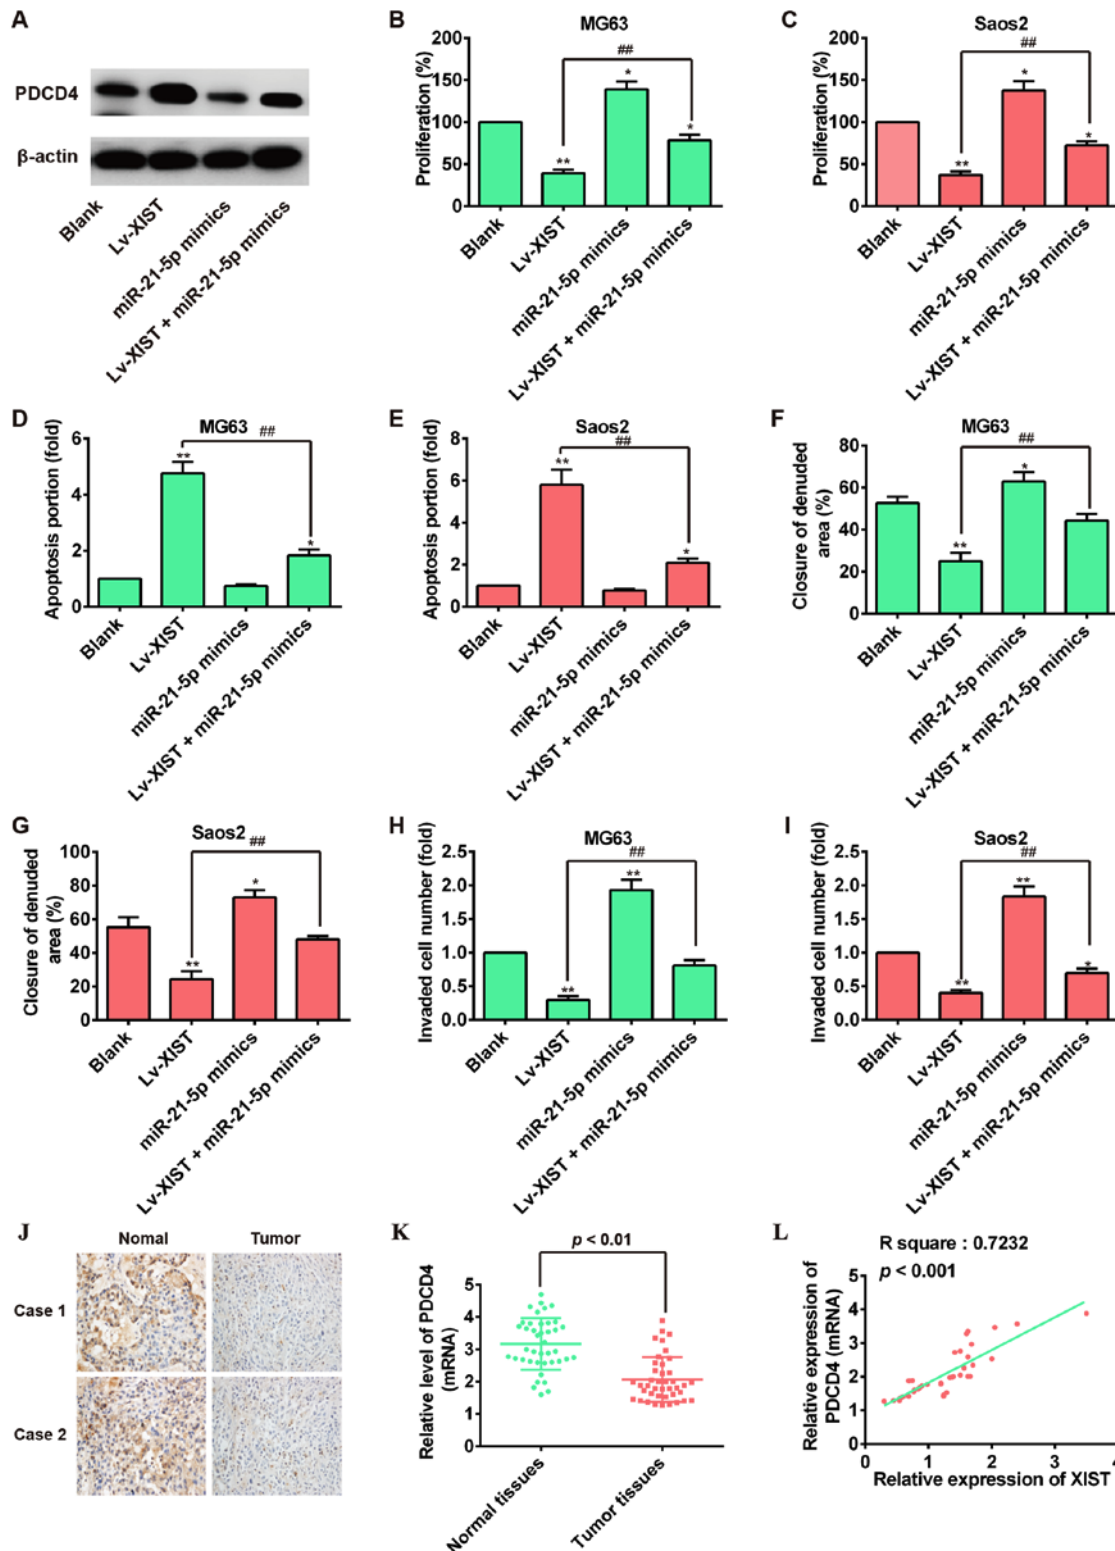 A
PDCD4
β-actin
Blank
Lv-XIST
miR-21-5p mimics
Lv-XIST + miR-21-5p mimics
B
MG63
Proliferation (%)
200
150
100
50
0
**
*
*
##
Blank
Lv-XIST
miR-21-5p mimics
Lv-XIST + miR-21-5p mimics
C
Saos2
Proliferation (%)
200
150
100
50
0
**
*
*
##
Blank
Lv-XIST
miR-21-5p mimics
Lv-XIST + miR-21-5p mimics
D
MG63
Apoptosis portion (fold)
6
4
2
0
**
*
##
Blank
Lv-XIST
miR-21-5p mimics
Lv-XIST + miR-21-5p mimics
E
Saos2
Apoptosis portion (fold)
8
6
4
2
0
**
*
##
Blank
Lv-XIST
miR-21-5p mimics
Lv-XIST + miR-21-5p mimics
F
MG63
Closure of denuded
area (%)
80
60
40
20
0
**
*
##
Blank
Lv-XIST
miR-21-5p mimics
Lv-XIST + miR-21-5p mimics
G
Saos2
Closure of denuded
area (%)
100
80
60
40
20
0
**
*
##
Blank
Lv-XIST
miR-21-5p mimics
Lv-XIST + miR-21-5p mimics
H
MG63
Invaded cell number (fold)
2.5
2.0
1.5
1.0
0.5
0.0
**
**
##
Blank
Lv-XIST
miR-21-5p mimics
Lv-XIST + miR-21-5p mimics
I
Saos2
Invaded cell number (fold)
2.5
2.0
1.5
1.0
0.5
0.0
**
**
*
##
Blank
Lv-XIST
miR-21-5p mimics
Lv-XIST + miR-21-5p mimics
J
Nomal
Tumor
Case 1
Case 2
K
p < 0.01
Relative level of PDCD4
(mRNA)
5
4
3
2
1
0
Normal tissues
Tumor tissues
L
R square : 0.7232
p < 0.001
Relative expression of
PDCD4 (mRNA)
5
4
3
2
1
0
0
1
2
3
4
Relative expression of XIST